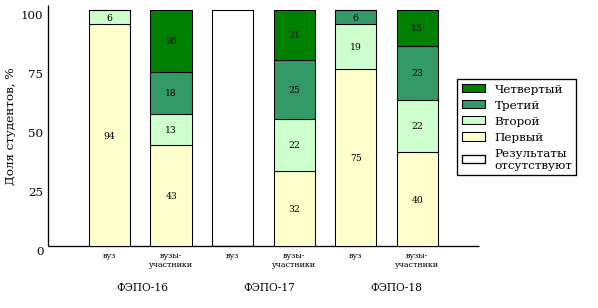 Доля студентов, %
100
75
50
25
0
6
94
26
18
13
43
21
25
22
32
6
19
75
15
23
22
40
вуз
вузы-
участники
вуз
вузы-
участники
вуз
вузы-
участники
ФЭПО-16
ФЭПО-17
ФЭПО-18
Четвертый
Третий
Второй
Первый
Результаты
отсутствуют